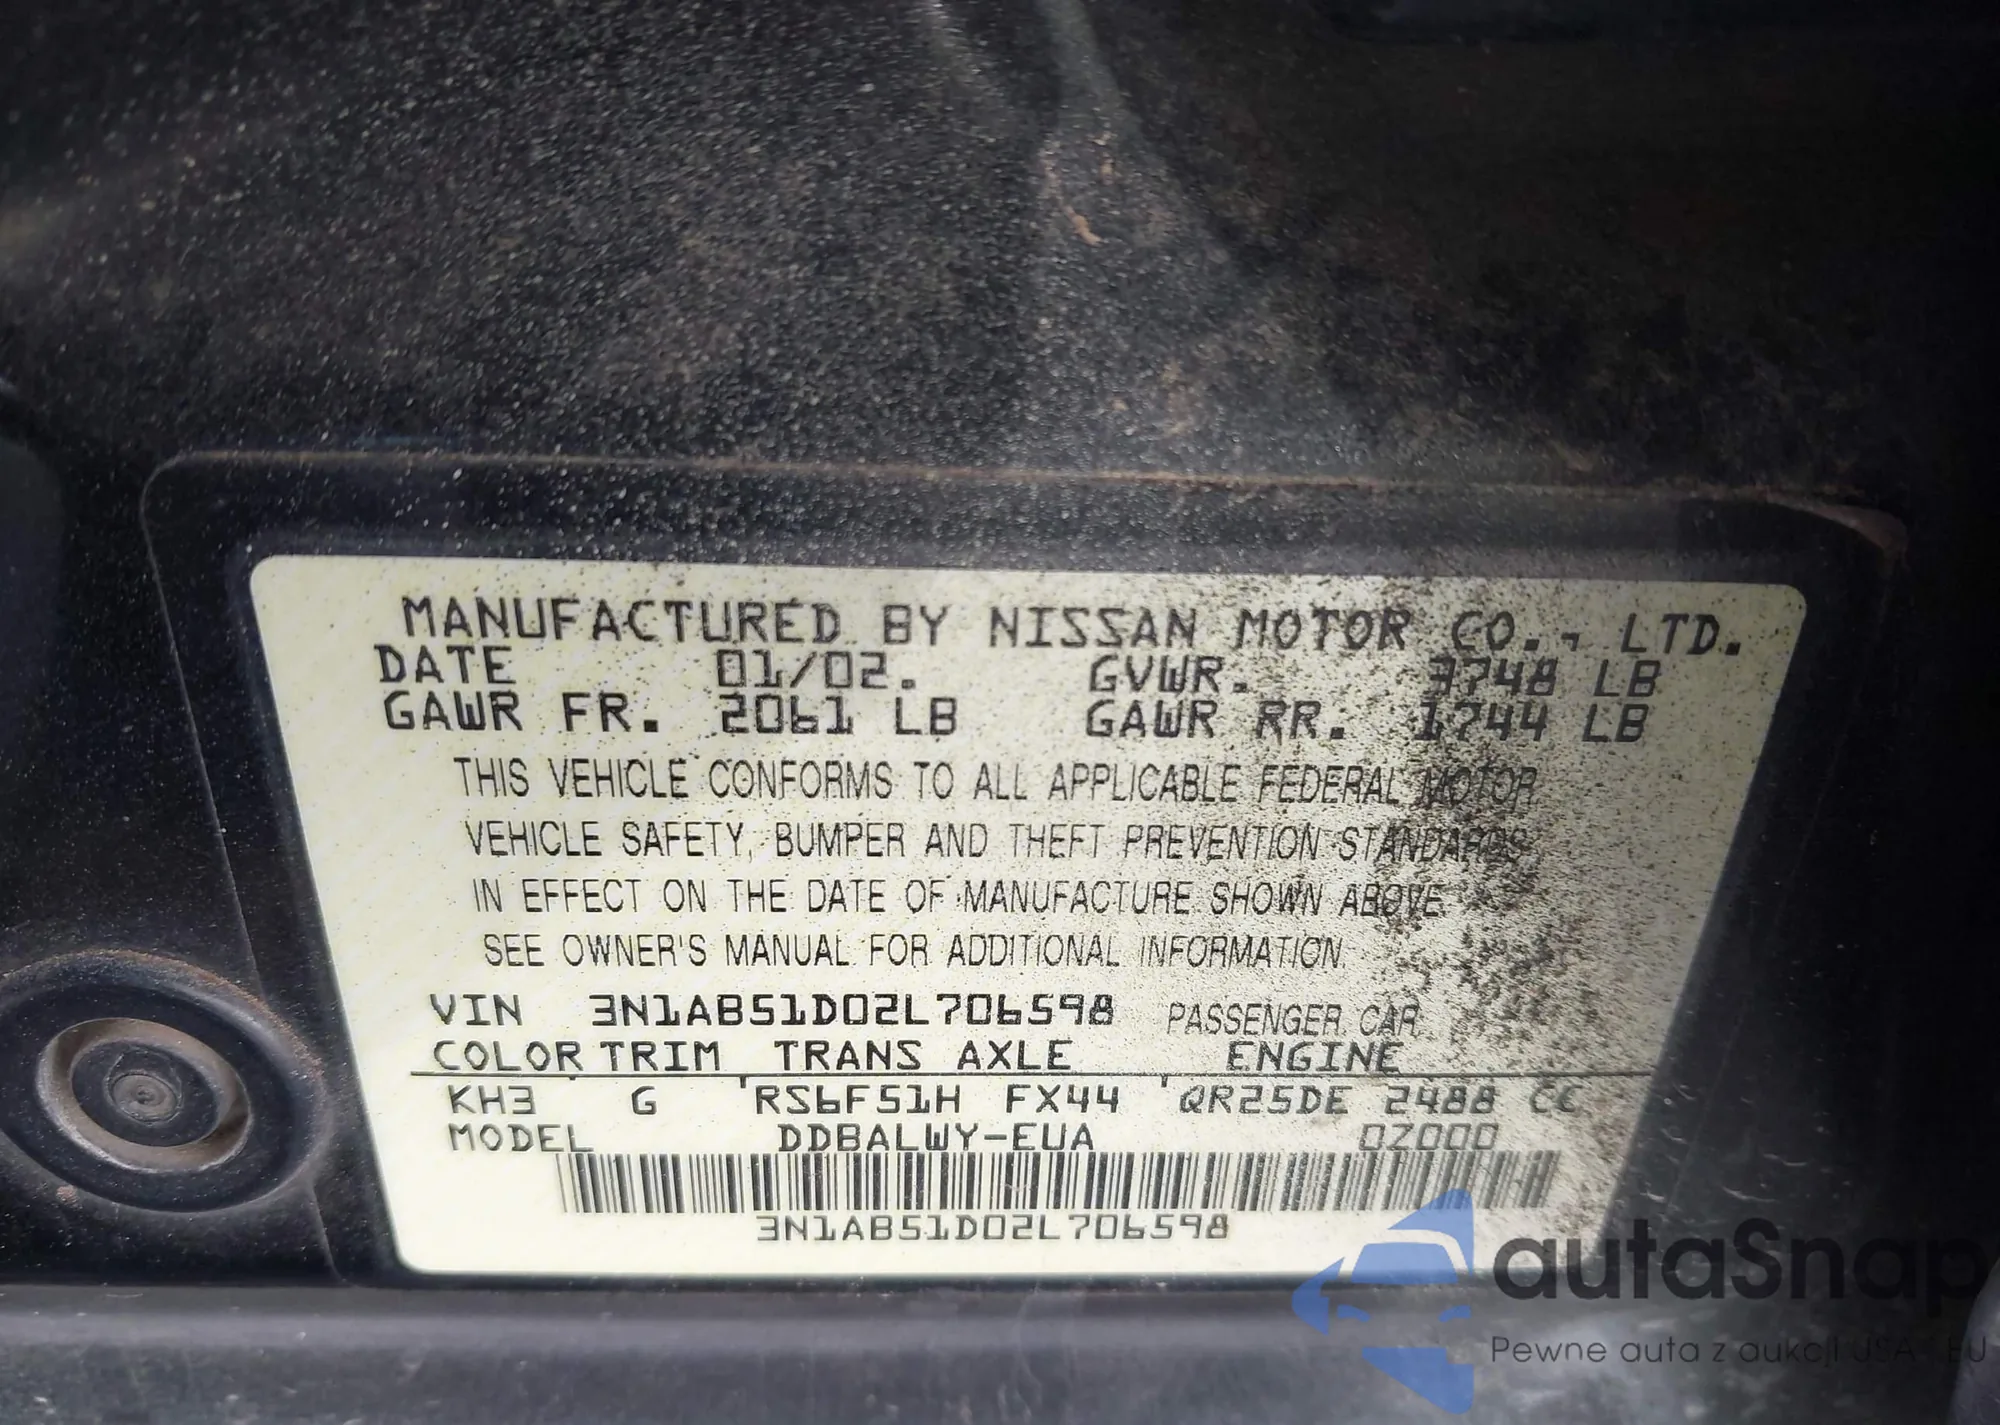 MANUFACTURED BY NISSAN MOTOR CO., LTD.
DATE 01/02. GVWR. 3748 LB
GAWR FR. 2061 LB GAWR RR. 1744 LB
THIS VEHICLE CONFORMS TO ALL APPLICABLE FEDERAL MOTOR
VEHICLE SAFETY, BUMPER AND THEFT PREVENTION STANDARDS
IN EFFECT ON THE DATE OF MANUFACTURE SHOWN ABOVE.
SEE OWNER'S MANUAL FOR ADDITIONAL INFORMATION.
VIN 3N1AB51D02L706598 PASSENGER CAR
COLOR TRIM TRANS AXLE ENGINE
KH3 G RS6F51H FX44 QR25DE 2488 CC
MODEL DDBALWY-EUA 0Z000
3N1AB51D02L706598
autaSnap
Pewne auta z aukcji USA EU